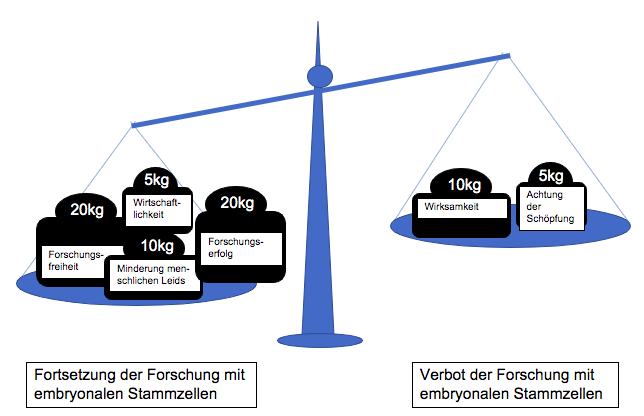 5kg
Wirtschaft-
lichkeit
20kg
Forschungs-
freiheit
10kg
Minderung men-
schlichen Leids
20kg
Forschungs-
erfolg
10kg
Wirksamkeit
5kg
Achtung
der
Schöpfung
Fortsetzung der Forschung mit
embryonalen Stammzellen
Verbot der Forschung mit
embryonalen Stammzellen